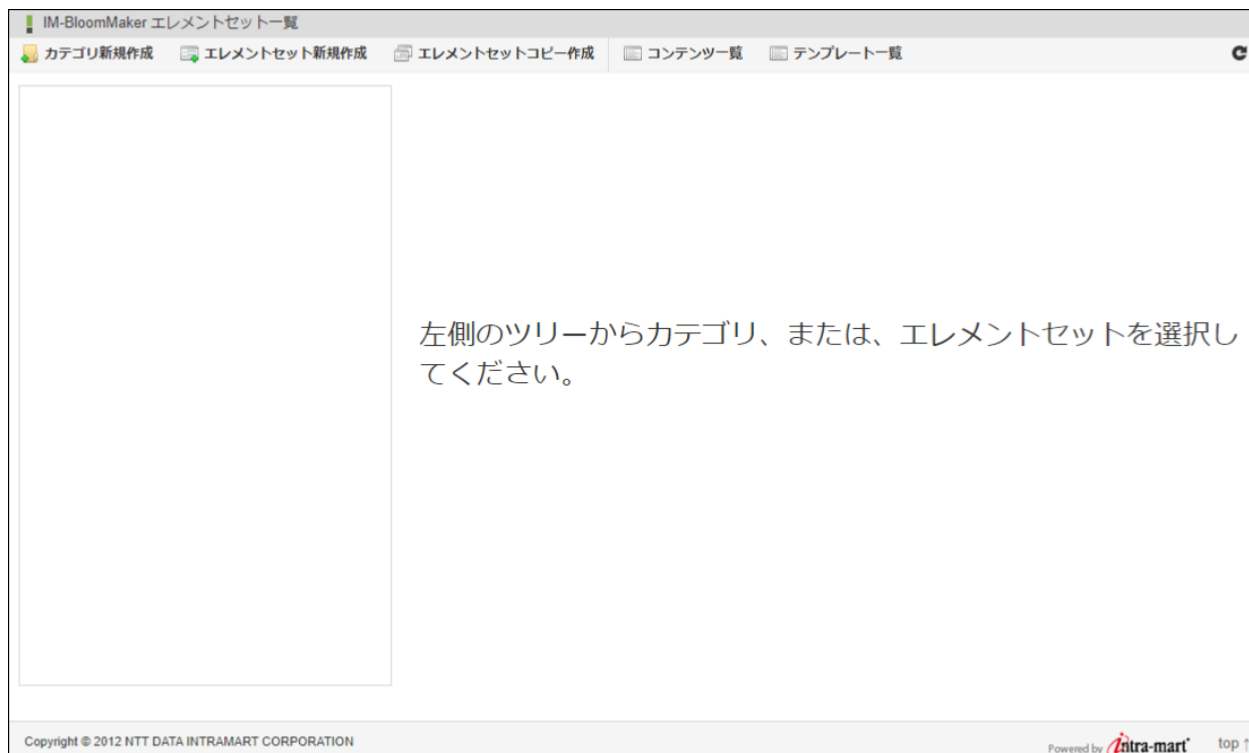 IM-BloomMaker エレメントセット一覧
カテゴリ新規作成 エレメントセット新規作成 エレメントセットコピー作成 コンテンツ一覧 テンプレート一覧
左側のツリーからカテゴリ、または、エレメントセットを選択し
てください。
Copyright © 2012 NTT DATA INTRAMART CORPORATION
Powered by intra-mart top ↑